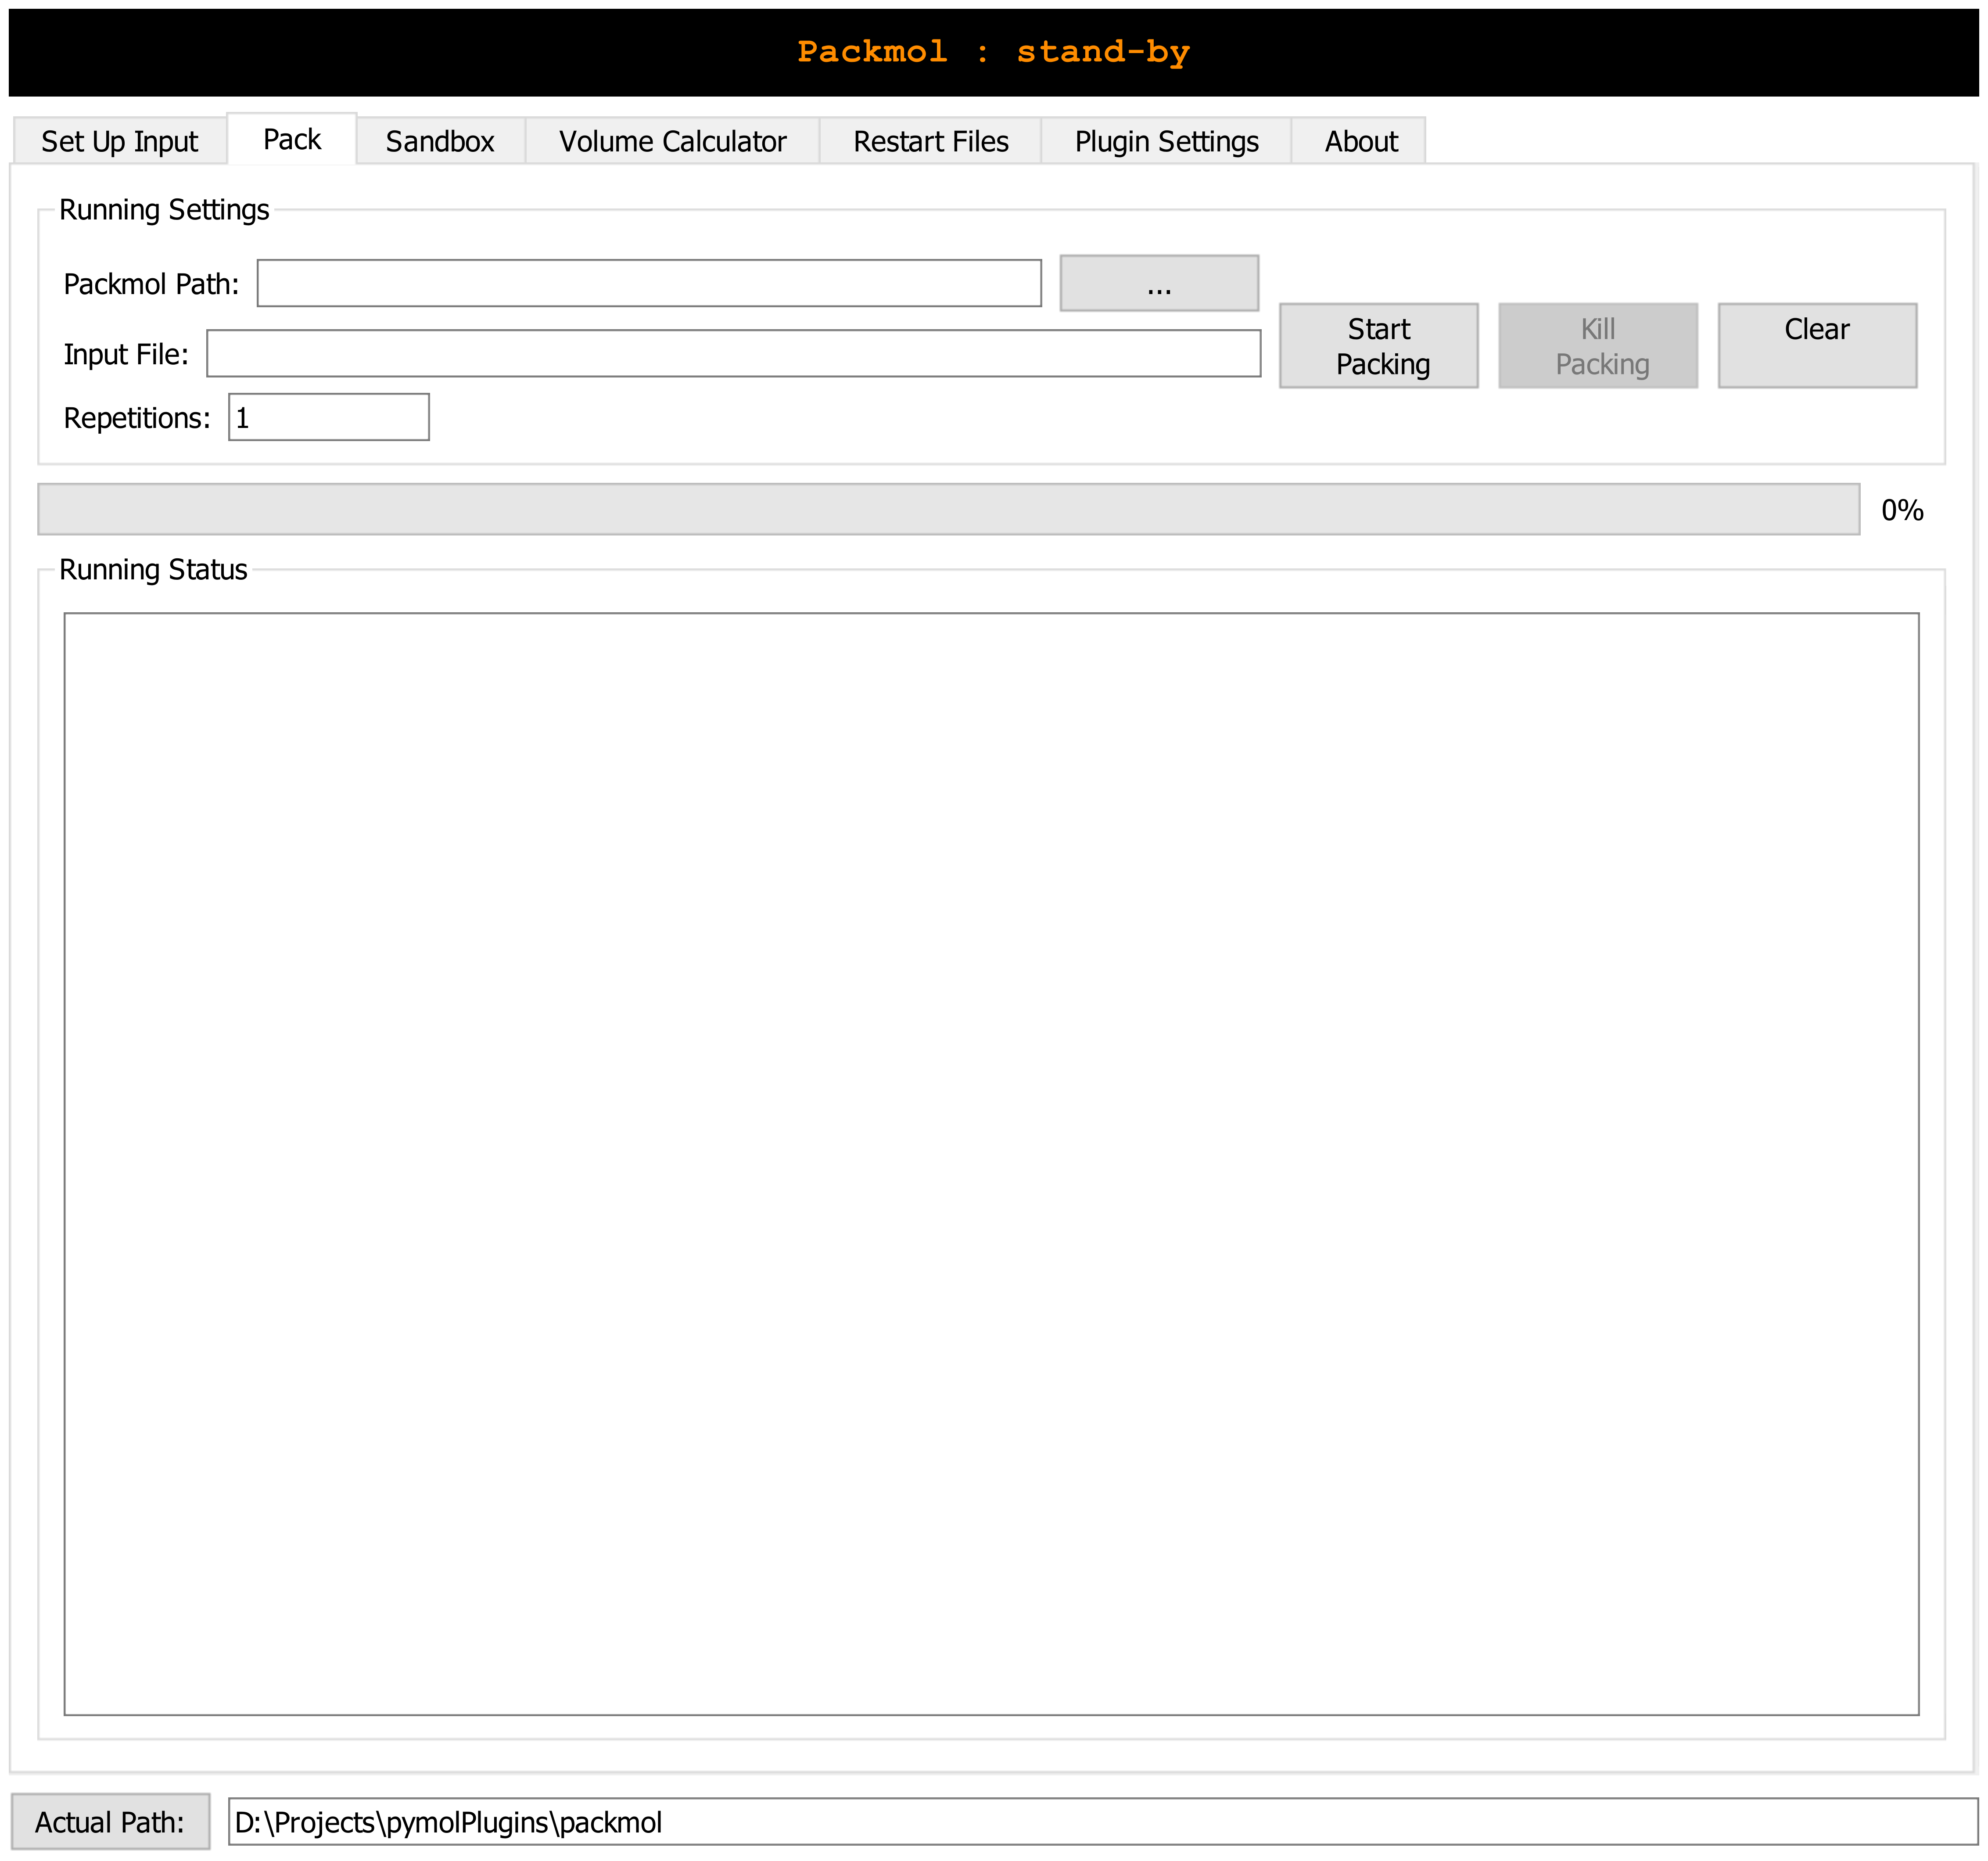 Packmol : stand-by
Set Up Input Pack Sandbox Volume Calculator Restart Files Plugin Settings About
Running Settings
Packmol Path: ...
Input File:
Start Packing
Kill Packing
Clear
Repetitions: 1
0%
Running Status
Actual Path: D:\Projects\pymolPlugins\packmol